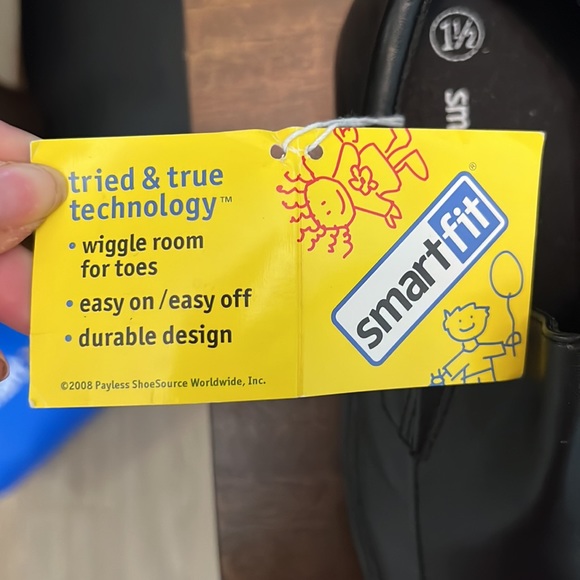 1½
sm
tried & true
technology™
• wiggle room
for toes
• easy on/easy off
• durable design
©2008 Payless ShoeSource Worldwide, Inc.
smartfit®